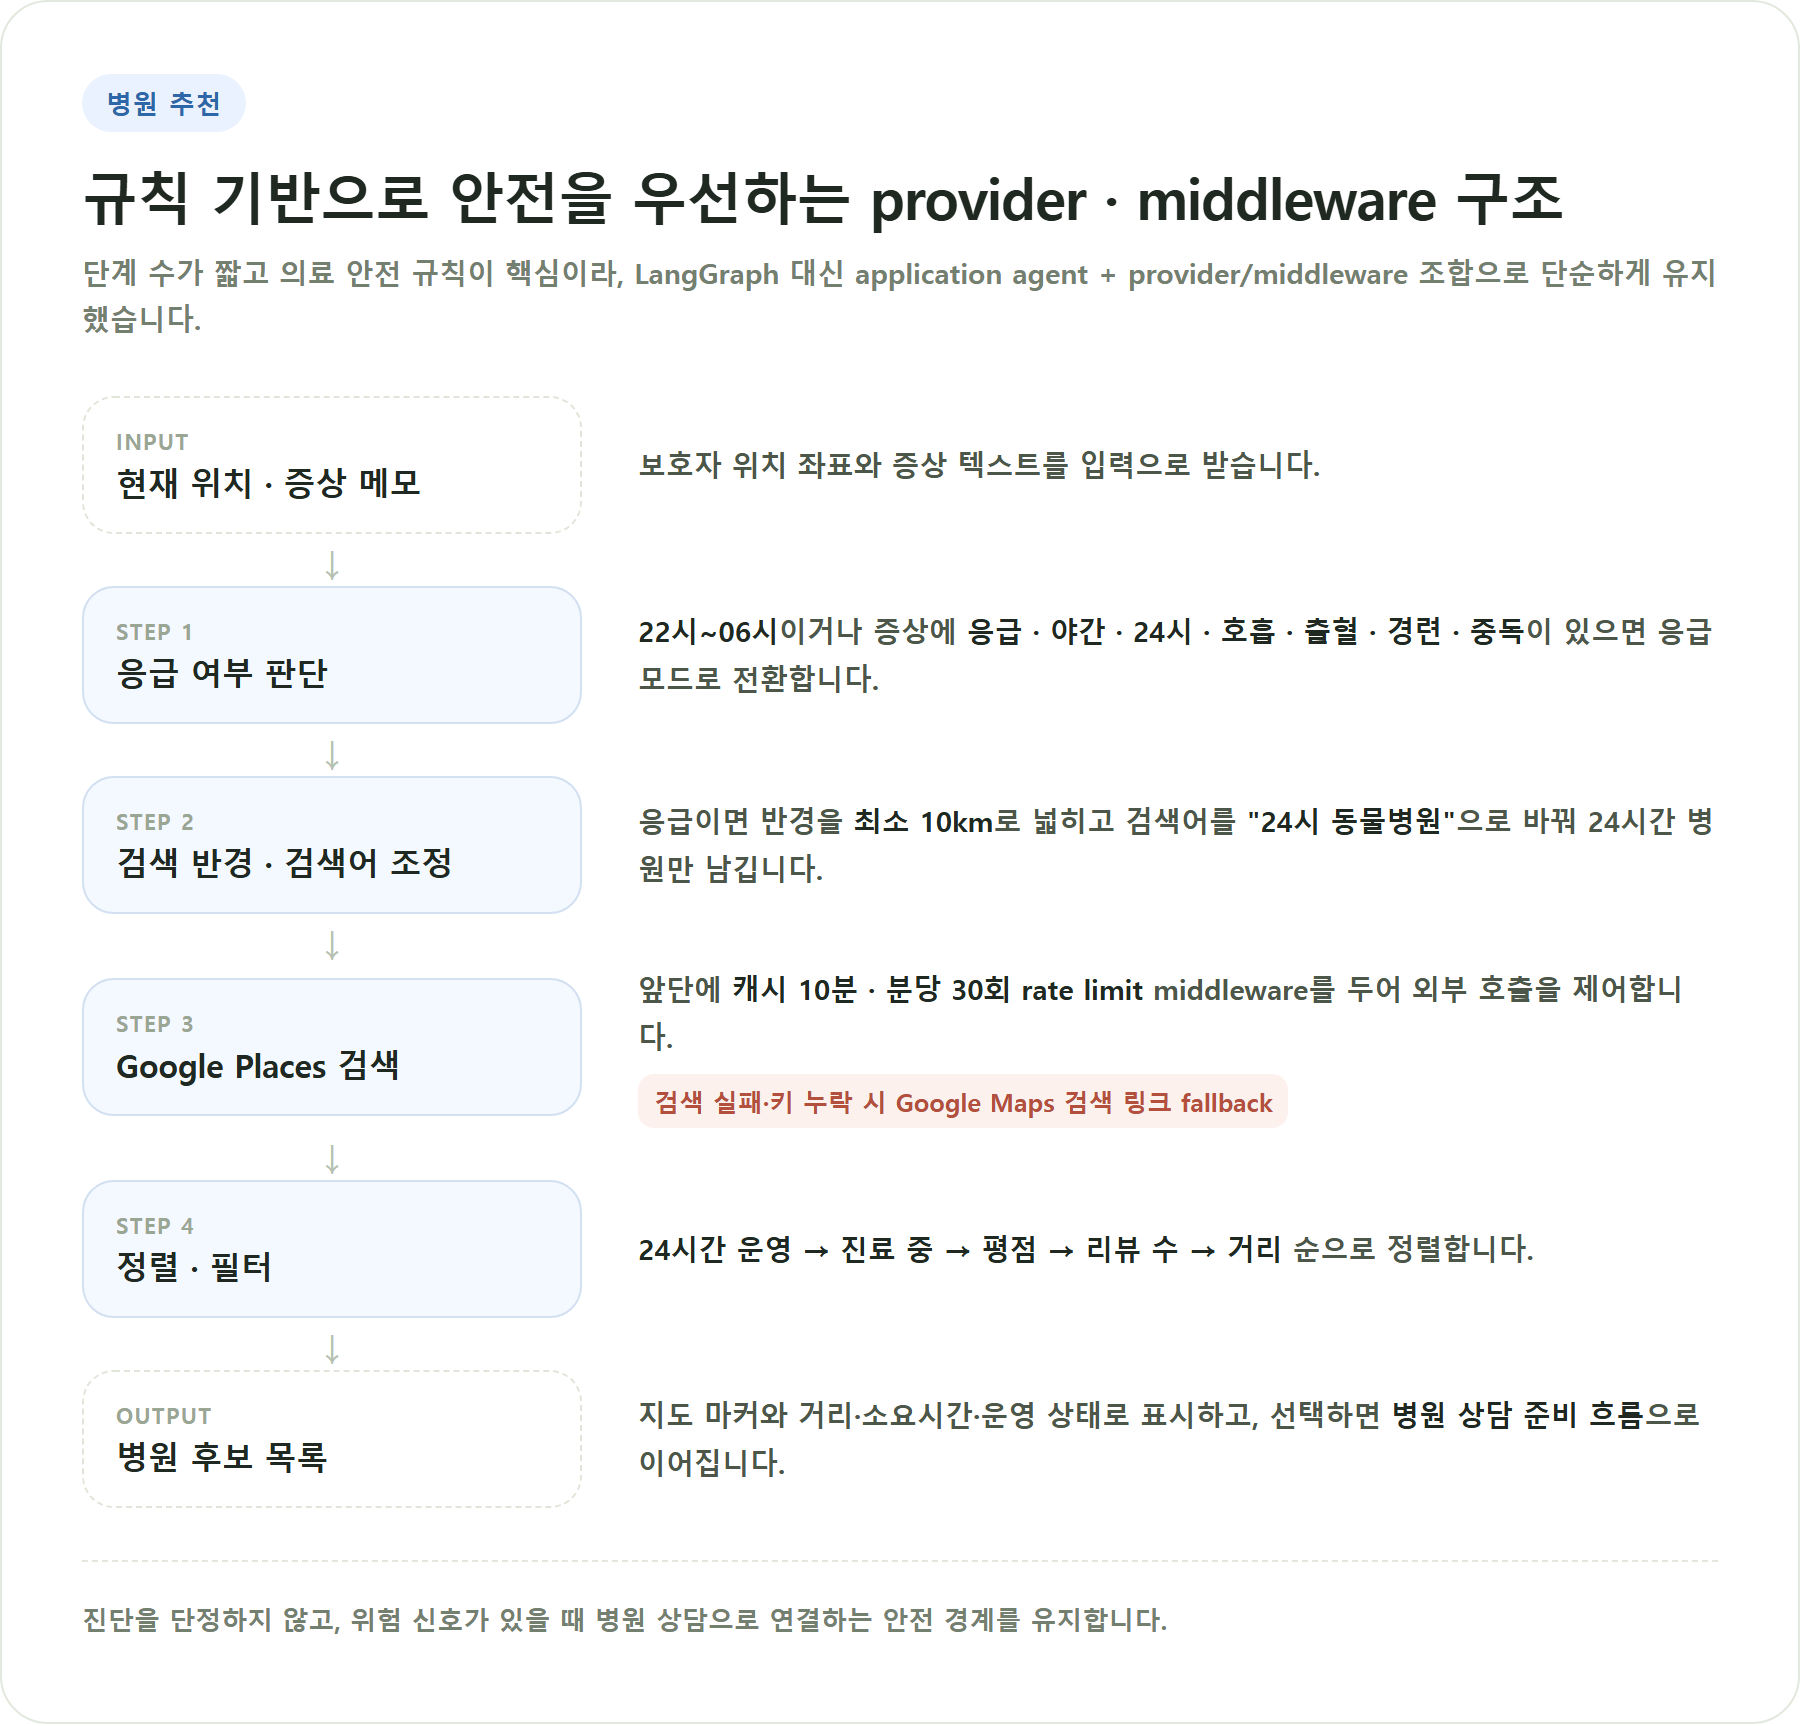 병원 추천
규칙 기반으로 안전을 우선하는 provider · middleware 구조
단계 수가 짧고 의료 안전 규칙이 핵심이라, LangGraph 대신 application agent + provider/middleware 조합으로 단순하게 유지
했습니다.
INPUT
현재 위치 · 증상 메모
보호자 위치 좌표와 증상 텍스트를 입력으로 받습니다.
↓
STEP 1
응급 여부 판단
22시~06시이거나 증상에 응급 · 야간 · 24시 · 호흡 · 출혈 · 경련 · 중독이 있으면 응급
모드로 전환합니다.
↓
STEP 2
검색 반경 · 검색어 조정
응급이면 반경을 최소 10km로 넓히고 검색어를 "24시 동물병원"으로 바꿔 24시간 병
원만 남깁니다.
↓
STEP 3
Google Places 검색
앞단에 캐시 10분 · 분당 30회 rate limit middleware를 두어 외부 호출을 제어합니
다.
검색 실패·키 누락 시 Google Maps 검색 링크 fallback
↓
STEP 4
정렬 · 필터
24시간 운영 → 진료 중 → 평점 → 리뷰 수 → 거리 순으로 정렬합니다.
↓
OUTPUT
병원 후보 목록
지도 마커와 거리·소요시간·운영 상태로 표시하고, 선택하면 병원 상담 준비 흐름으로
이어집니다.
진단을 단정하지 않고, 위험 신호가 있을 때 병원 상담으로 연결하는 안전 경계를 유지합니다.